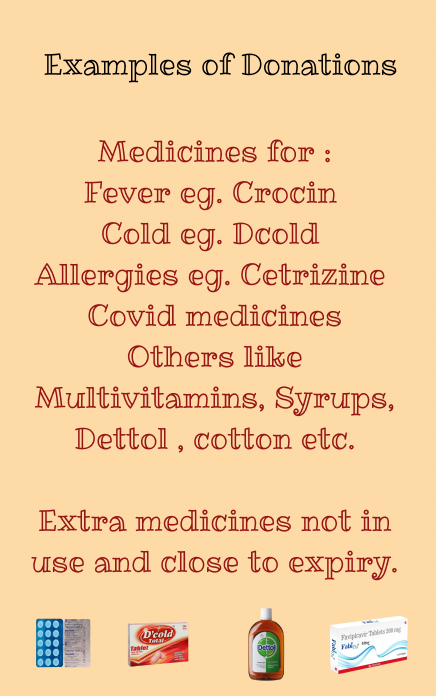 Examples of Donations
Medicines for :
Fever eg. Crocin
Cold eg. Dcold
Allergies eg. Cetrizine
Covid medicines
Others like
Multivitamins, Syrups,
Dettol , cotton etc.
Extra medicines not in
use and close to expiry.
D'cold
Total
Tablet
Dettol
Favipiravir Tablets 200 mg